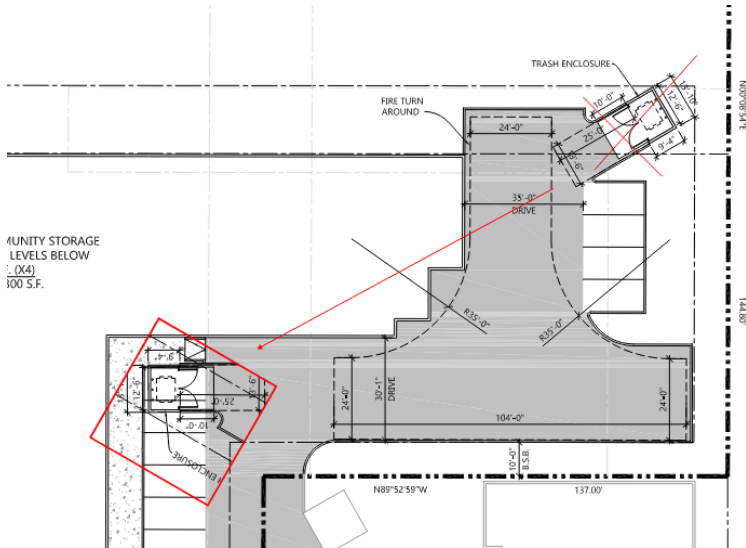 TRASH ENCLOSURE
FIRE TURN
AROUND
24'-0"
10'-0"
25'-0"
12'-6"
9'-4"
N00°08'54"E
35'-0"
DRIVE
MUNITY STORAGE
LEVELS BELOW
(X4)
300 S.F.
R35'-0"
R35'-0"
144.80'
9'-4"
12'-6"
25'-0"
10'-0"
ENCLOSURE
30'-1"
DRIVE
24'-0"
24'-0"
104'-0"
10'-0"
B.S.B.
N89°52'59"W
137.00'